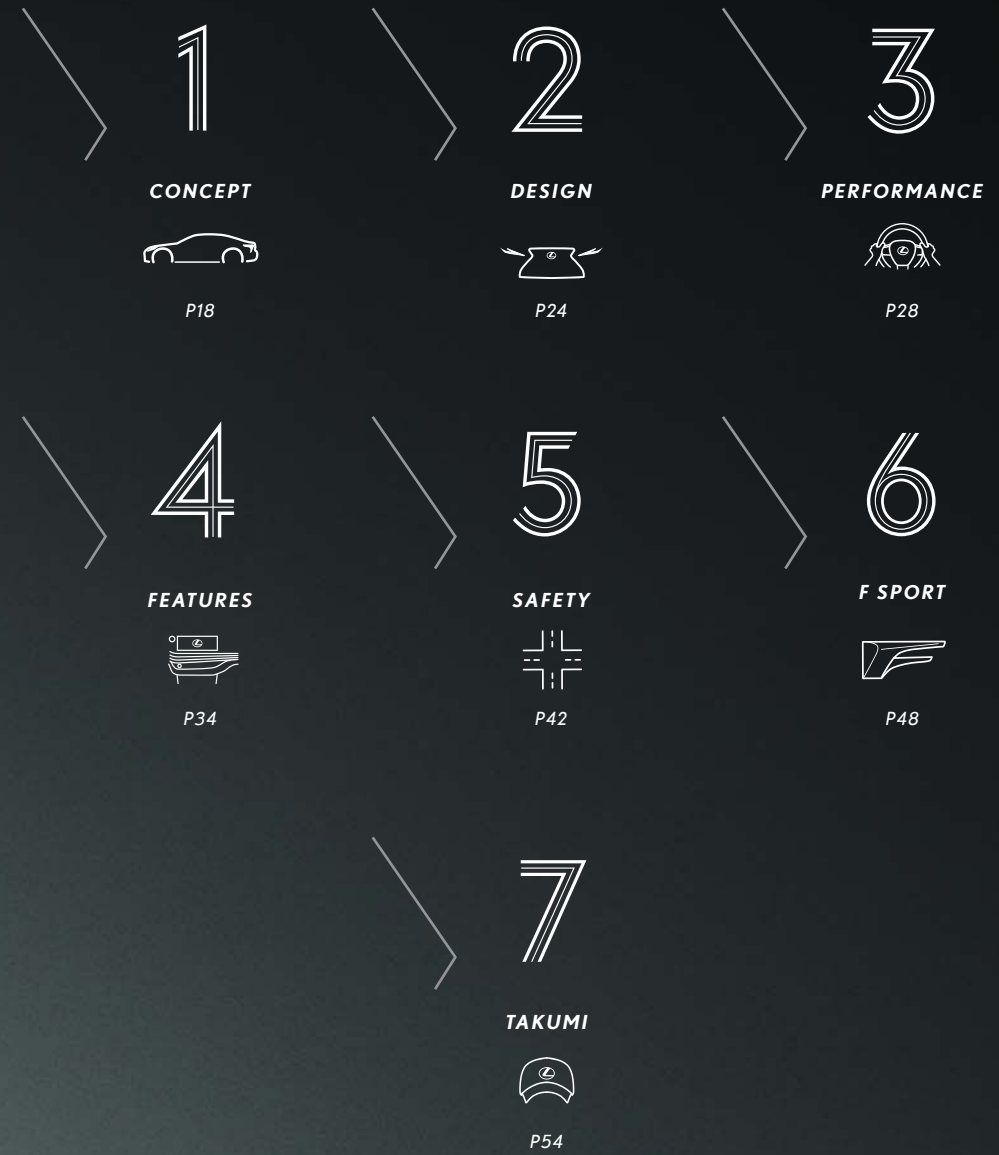 1
CONCEPT
P18
2
DESIGN
P24
3
PERFORMANCE
P28
4
FEATURES
P34
5
SAFETY
P42
6
F SPORT
P48
7
TAKUMI
P54